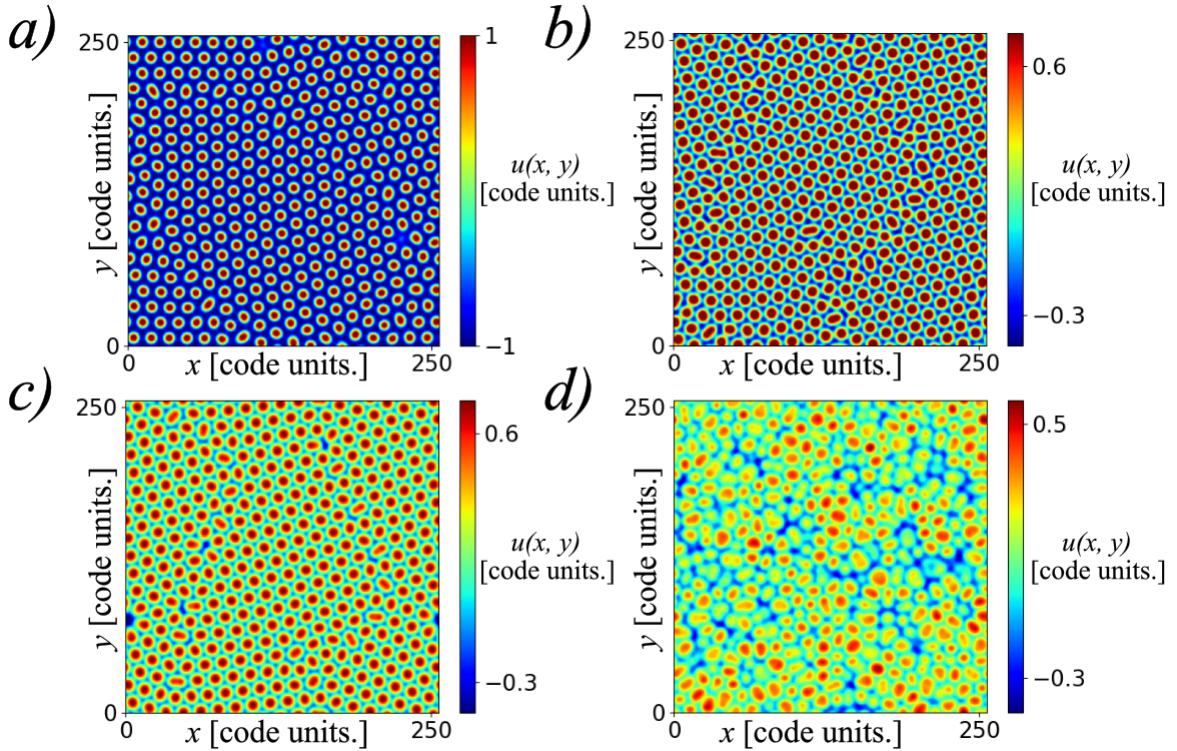 a)
250
y [code units.]
0
0
x [code units.]
250
1
u(x, y)
[code units.]
−1
b)
250
y [code units.]
0
0
x [code units.]
250
0.6
u(x, y)
[code units.]
−0.3
c)
250
y [code units.]
0
0
x [code units.]
250
0.6
u(x, y)
[code units.]
−0.3
d)
250
y [code units.]
0
0
x [code units.]
250
0.5
u(x, y)
[code units.]
−0.3